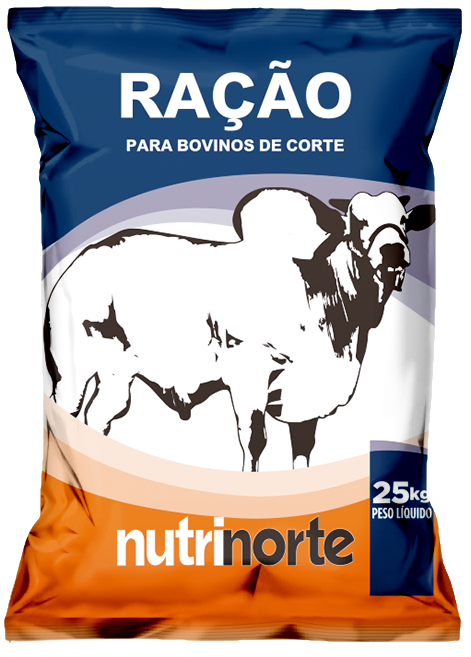 RAÇÃO
PARA BOVINOS DE CORTE
25kg
PESO LÍQUIDO
nutrinorte